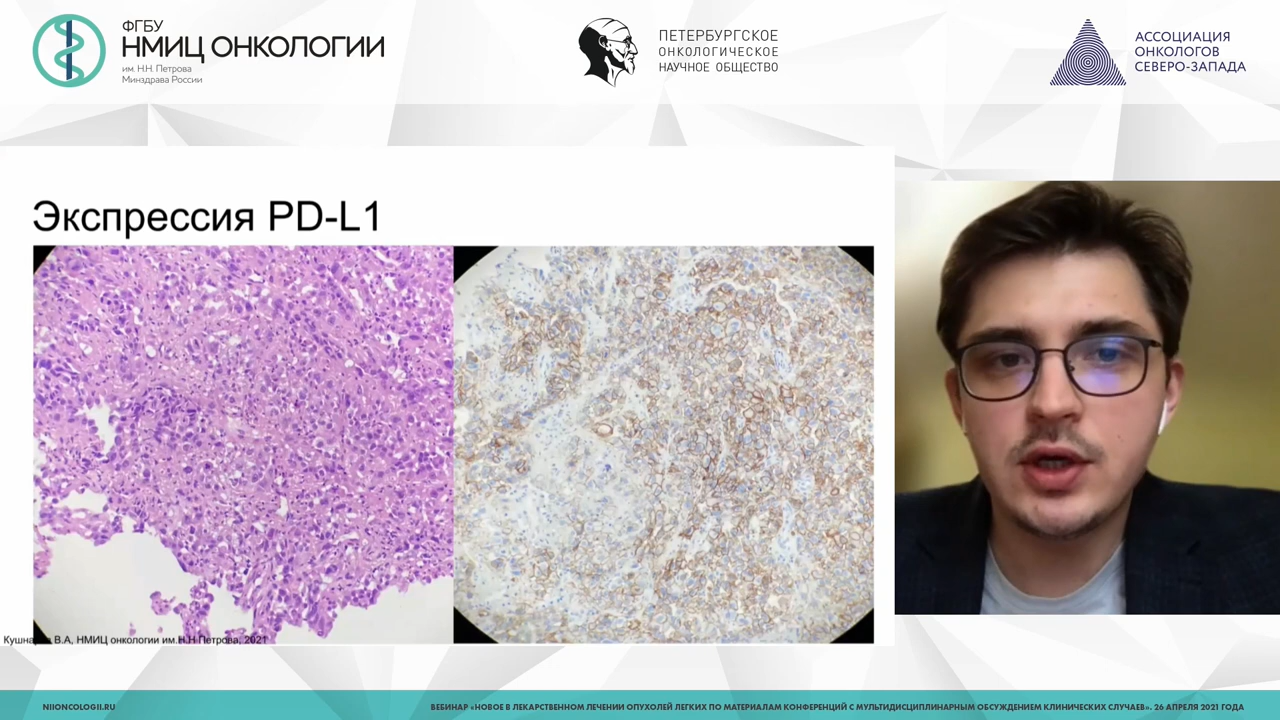 ФГБУ
НМИЦ ОНКОЛОГИИ
им. Н.Н. Петрова
Минздрава России
ПЕТЕРБУРГСКОЕ
ОНКОЛОГИЧЕСКОЕ
НАУЧНОЕ ОБЩЕСТВО
АССОЦИАЦИЯ
ОНКОЛОГОВ
СЕВЕРО-ЗАПАДА
Экспрессия PD-L1
В.А, НМИЦ онкологии им.Н.Н Петрова, 2021
NIIONCOLOGII.RU
ВЕБИНАР «НОВОЕ В ЛЕКАРСТВЕННОМ ЛЕЧЕНИИ ОПУХОЛЕЙ ЛЕГКИХ ПО МАТЕРИАЛАМ КОНФЕРЕНЦИЙ С МУЛЬТИДИСЦИПЛИНАРНЫМ ОБСУЖДЕНИЕМ КЛИНИЧЕСКИХ СЛУЧАЕВ». 26 АПРЕЛЯ 2021 ГОДА